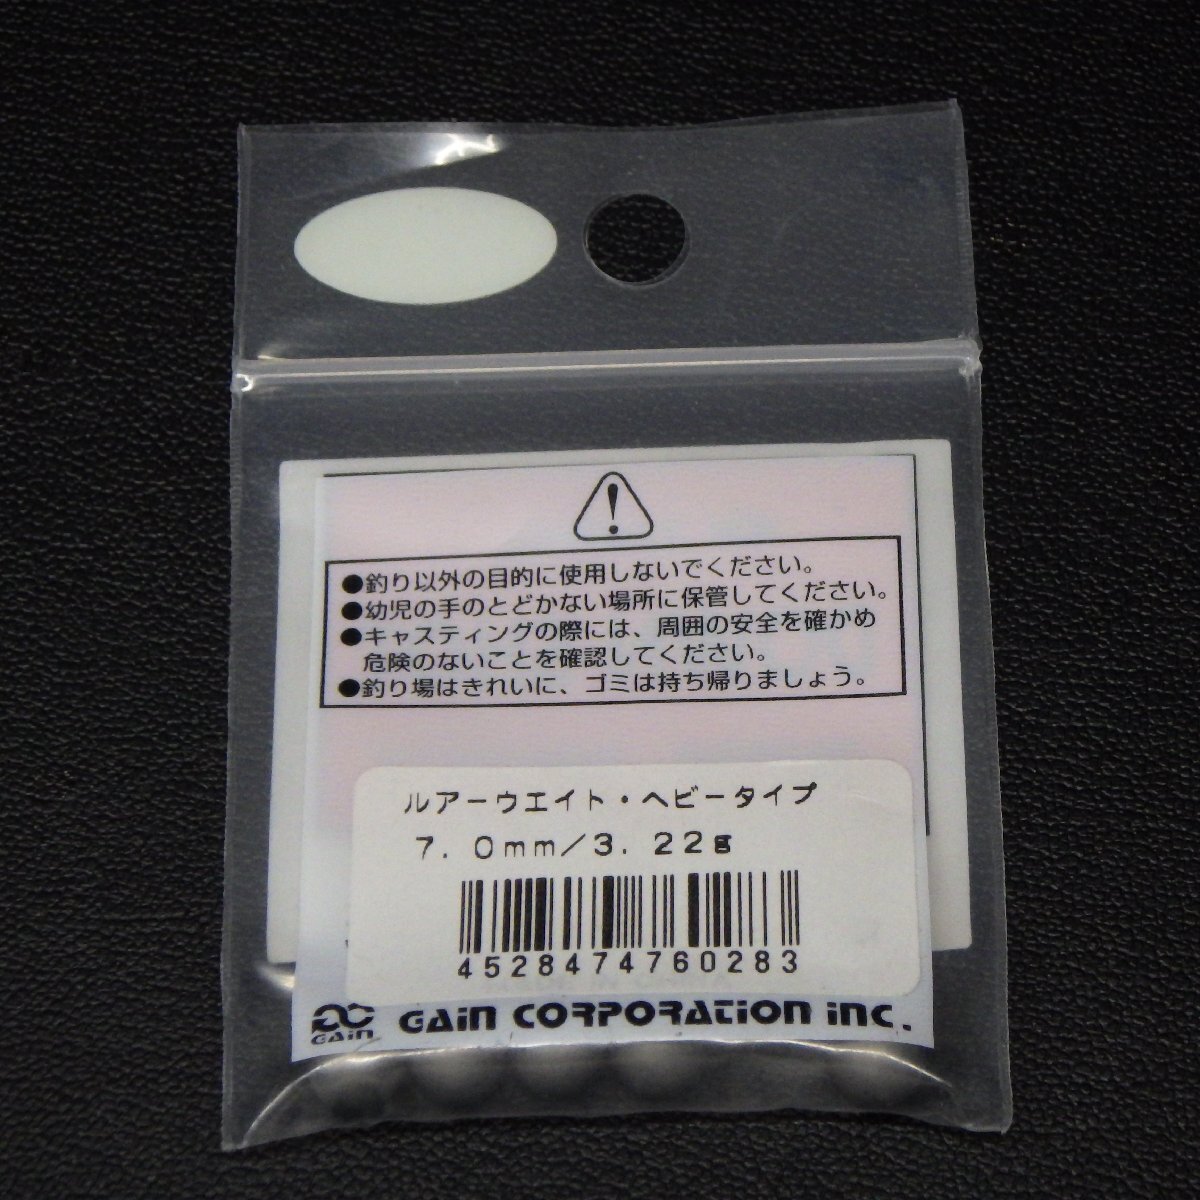 ●釣り以外の目的に使用しないでください。
●幼児の手のとどかない場所に保管してください。
●キャスティングの際には、周囲の安全を確かめ
危険のないことを確認してください。
●釣り場はきれいに、ゴミは持ち帰りましょう。
ルアーウエイト・ヘビータイプ
7.0mm/3.22g
4528474760283
GAIN
GAIN CORPORATION INC.